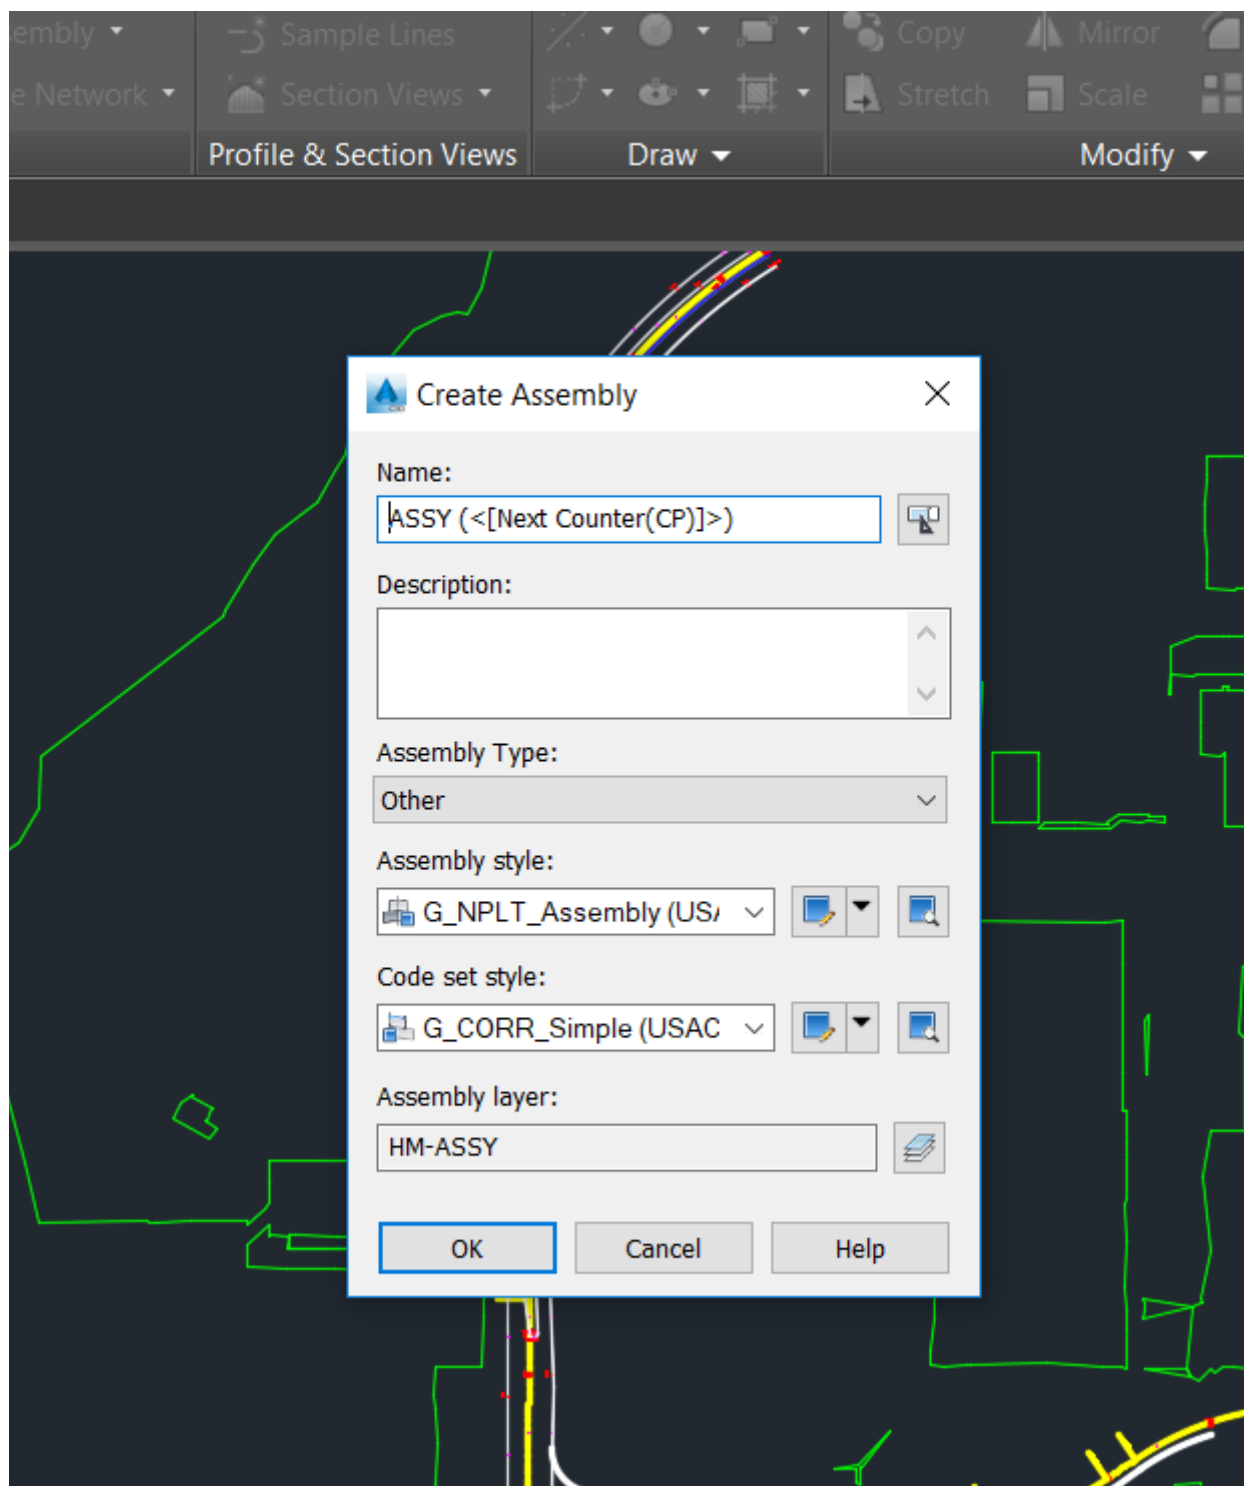 embly
Sample Lines
Copy
Mirror
e Network
Section Views
Stretch
Scale
Profile & Section Views
Draw
Modify
Create Assembly
Name:
ASSY (<[Next Counter(CP)]>)
Description:
Assembly Type:
Other
Assembly style:
G_NPLT_Assembly (USA
Code set style:
G_CORR_Simple (USAC
Assembly layer:
HM-ASSY
OK
Cancel
Help